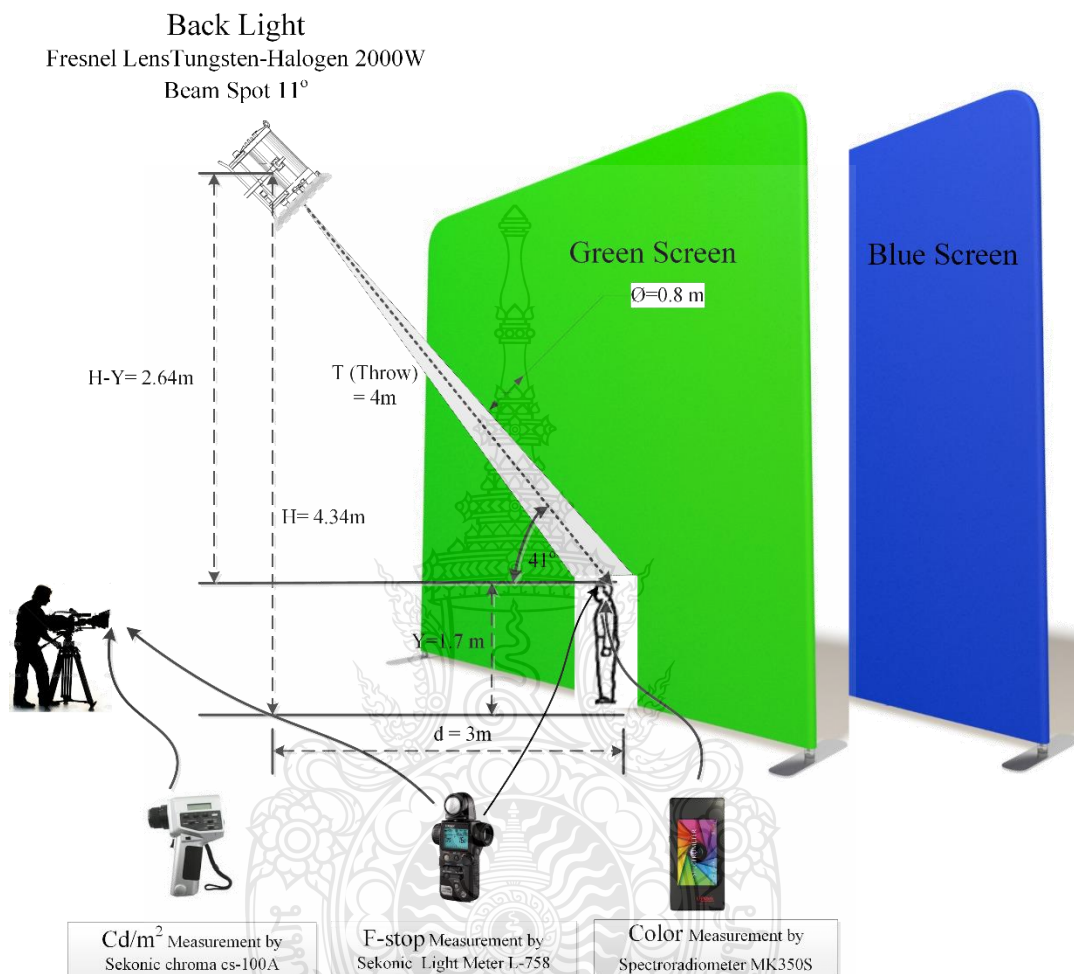 Back Light
Fresnel LensTungsten-Halogen 2000W
Beam Spot 11°
Green Screen
Blue Screen
Ø=0.8 m
H-Y= 2.64m
T (Throw)
= 4m
H= 4.34m
41°
Y=1.7 m
d = 3m
Cd/m² Measurement by
Sekonic chroma cs-100A
F-stop Measurement by
Sekonic Light Meter L-758
Color Measurement by
Spectroradiometer MK350S